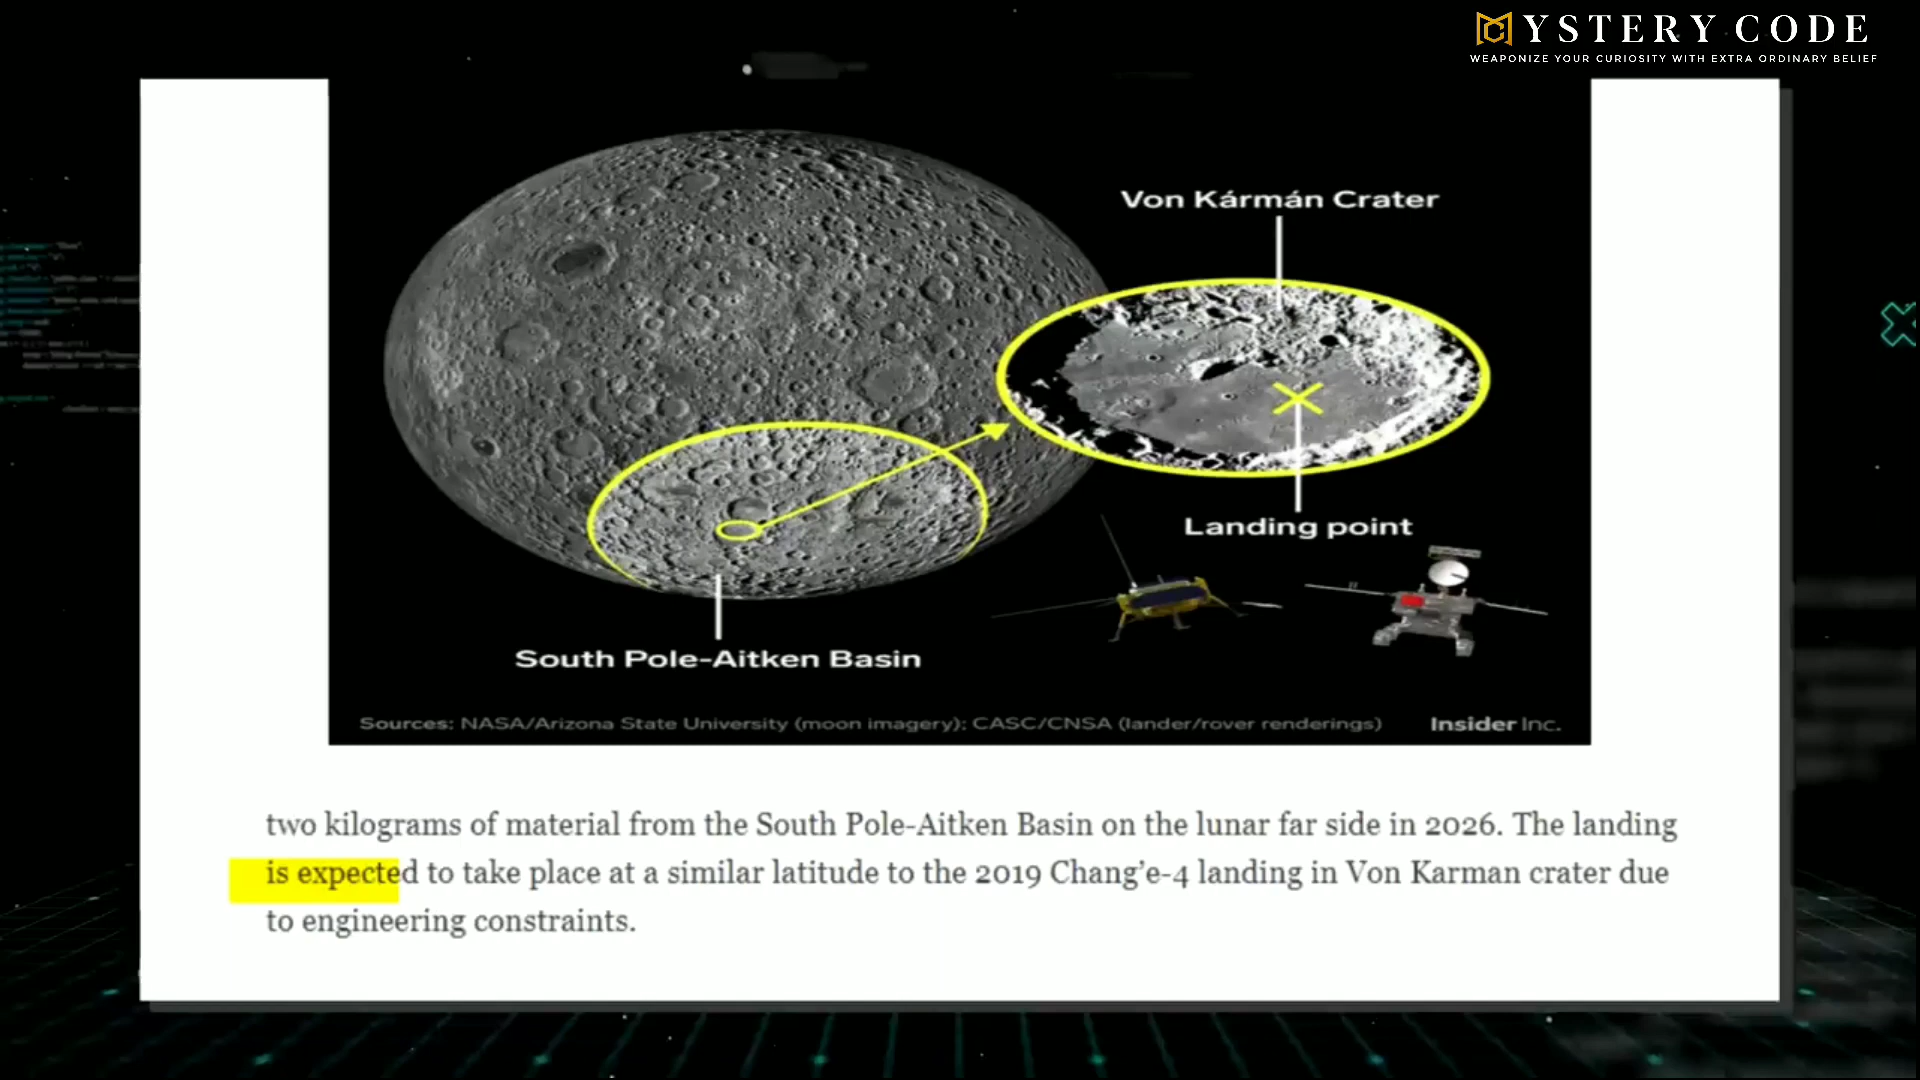 MYSTERY CODE
WEAPONIZE YOUR CURIOSITY WITH EXTRA ORDINARY BELIEF
Von Kármán Crater
Landing point
South Pole-Aitken Basin
Sources: NASA/Arizona State University (moon imagery); CASC/CNSA (lander/rover renderings)
Insider Inc.
two kilograms of material from the South Pole-Aitken Basin on the lunar far side in 2026. The landing
is expected to take place at a similar latitude to the 2019 Chang’e-4 landing in Von Karman crater due
to engineering constraints.